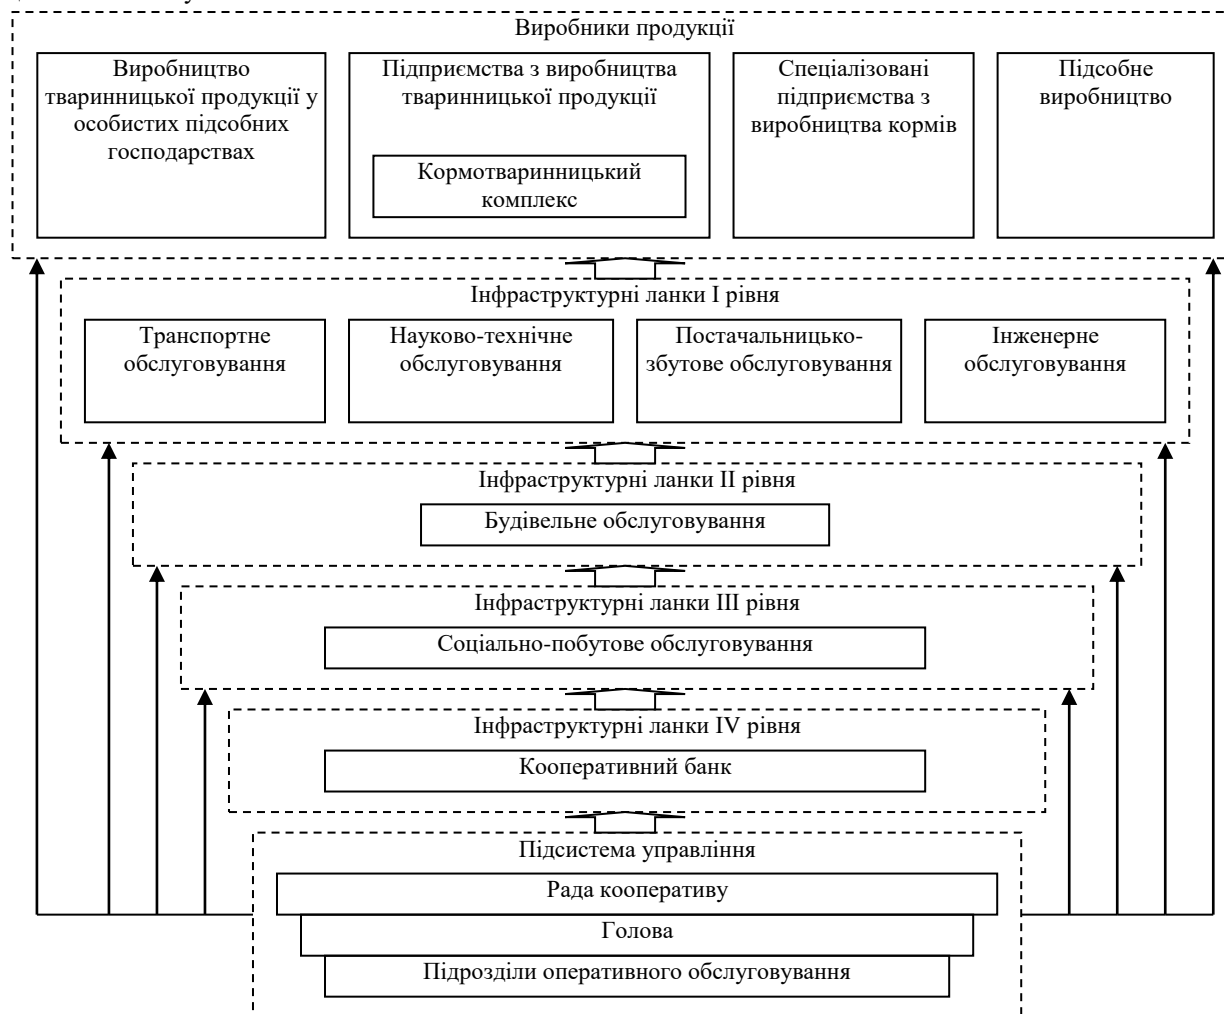 Виробники продукції
Виробництво
тваринницької продукції у
особистих підсобних
господарствах
Підприємства з виробництва
тваринницької продукції
Кормотваринницький
комплекс
Спеціалізовані
підприємства з
виробництва кормів
Підсобне
виробництво
Інфраструктурні ланки І рівня
Транспортне
обслуговування
Науково-технічне
обслуговування
Постачальницько-
збутове обслуговування
Інженерне
обслуговування
Інфраструктурні ланки ІІ рівня
Будівельне обслуговування
Інфраструктурні ланки ІІІ рівня
Соціально-побутове обслуговування
Інфраструктурні ланки IV рівня
Кооперативний банк
Підсистема управління
Рада кооперативу
Голова
Підрозділи оперативного обслуговування